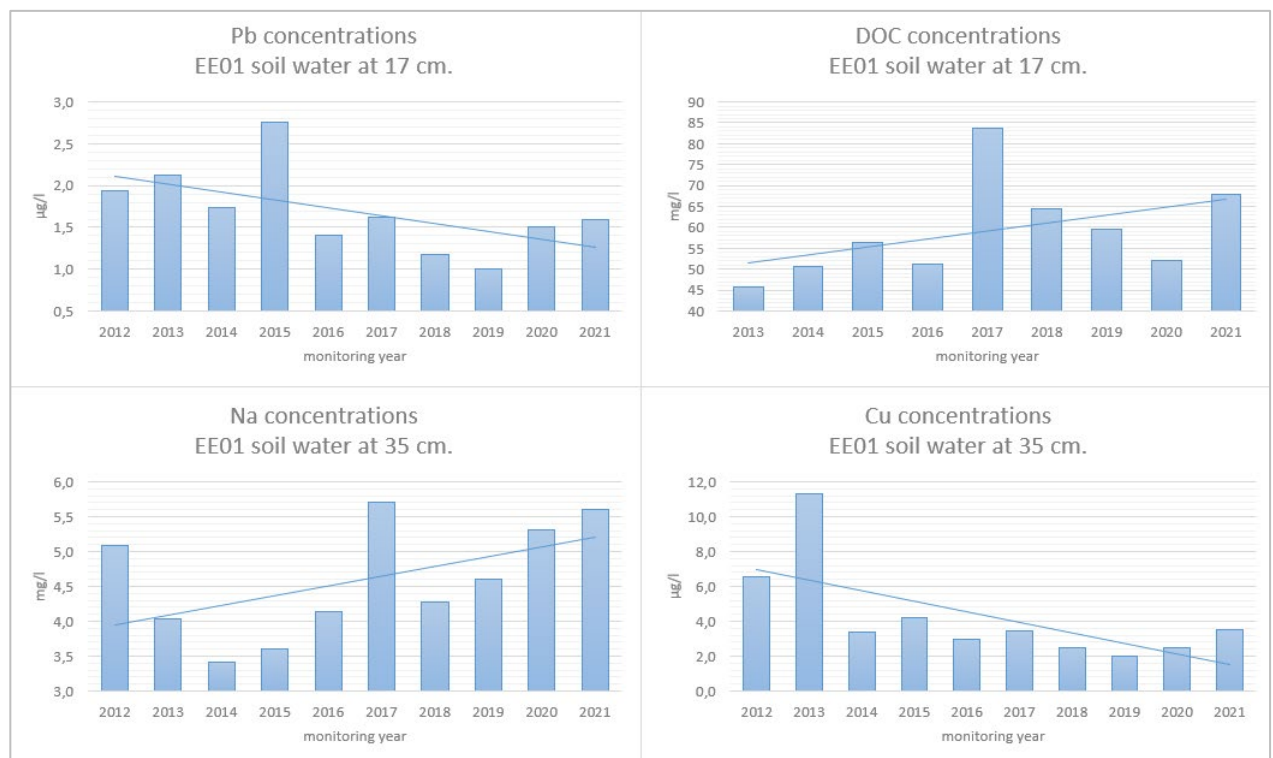 Pb concentrations
EE01 soil water at 17 cm.
3,0
2,5
2,0
1,5
1,0
0,5
µg/l
2012 2013 2014 2015 2016 2017 2018 2019 2020 2021
monitoring year
DOC concentrations
EE01 soil water at 17 cm.
90
85
80
75
70
65
60
55
50
45
40
mg/l
2013 2014 2015 2016 2017 2018 2019 2020 2021
monitoring year
Na concentrations
EE01 soil water at 35 cm.
6,0
5,5
5,0
4,5
4,0
3,5
3,0
mg/l
2012 2013 2014 2015 2016 2017 2018 2019 2020 2021
monitoring year
Cu concentrations
EE01 soil water at 35 cm.
12,0
10,0
8,0
6,0
4,0
2,0
0,0
µg/l
2012 2013 2014 2015 2016 2017 2018 2019 2020 2021
monitoring year